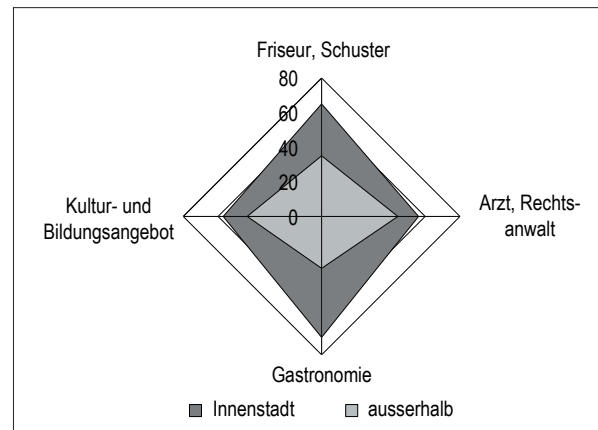 Friseur, Schuster
80
60
40
20
0
Kultur- und
Bildungsangebot
Arzt, Rechts-
anwalt
Gastronomie
Innenstadt ausserhalb